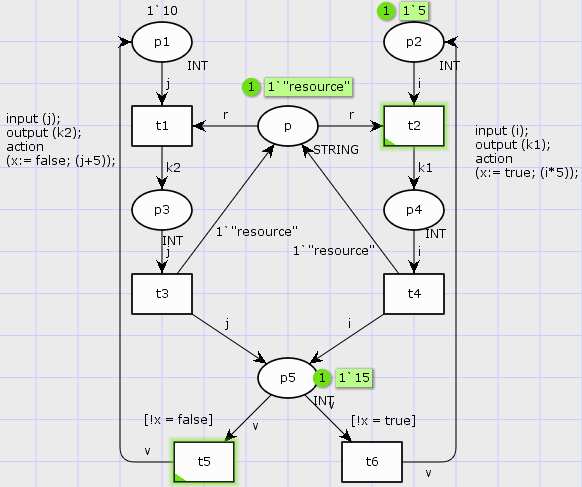 1`10
1 1`5
p1
p2
INT
INT
j
i
1 1`"resource"
input (j);
output (k2);
action
(x:= false; (j+5));
t1
r
p
r
t2
input (i);
output (k1);
action
(x:= true; (i*5));
STRING
k2
k1
p3
p4
INT
INT
j
i
1`"resource"
1`"resource"
t3
t4
j
i
p5
1 1`15
INT
v
[!x = false]
v
[!x = true]
v
t5
t6
v